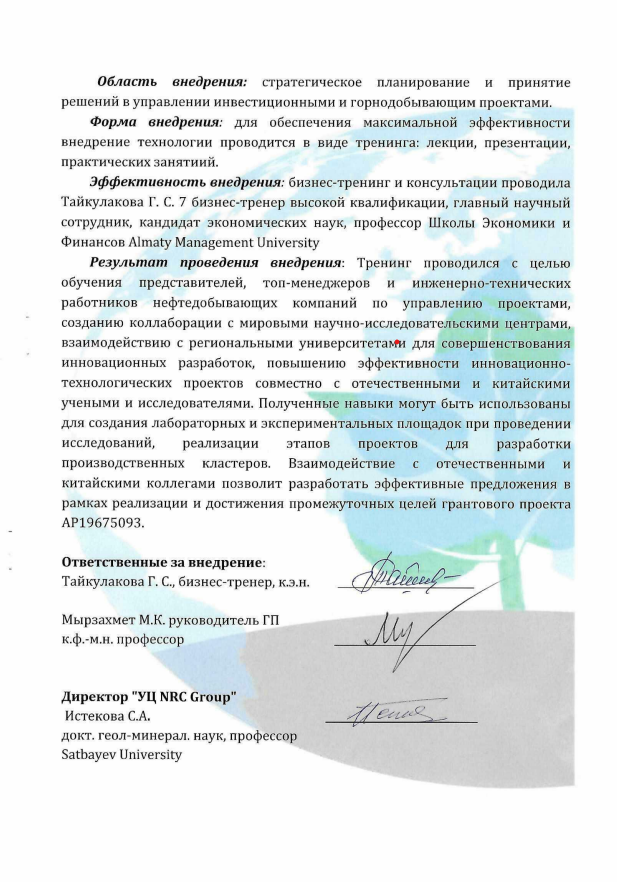 Область внедрения: стратегическое планирование и принятие
решений в управлении инвестиционными и горнодобывающим проектами.
Форма внедрения: для обеспечения максимальной эффективности
внедрение технологии проводится в виде тренинга: лекции, презентации,
практических занятиий.
Эффективность внедрения: бизнес-тренинг и консультации проводила
Тайкулакова Г. С. 7 бизнес-тренер высокой квалификации, главный научный
сотрудник, кандидат экономических наук, профессор Школы Экономики и
Финансов Almaty Management University
Результат проведения внедрения: Тренинг проводился с целью
обучения представителей, топ-менеджеров и инженерно-технических
работников нефтедобывающих компаний по управлению проектами,
созданию коллаборации с мировыми научно-исследовательскими центрами,
взаимодействию с региональными университетами для совершенствования
инновационных разработок, повышению эффективности инновационно-
технологических проектов совместно с отечественными и китайскими
учеными и исследователями. Полученные навыки могут быть использованы
для создания лабораторных и экспериментальных площадок при проведении
исследований, реализации этапов проектов для разработки
производственных кластеров. Взаимодействие с отечественными и
китайскими коллегами позволит разработать эффективные предложения в
рамках реализации и достижения промежуточных целей грантового проекта
АР19675093.
Ответственные за внедрение:
Тайкулакова Г. С., бизнес-тренер, к.э.н.
Мырзахмет М.К. руководитель ГП
к.ф.-м.н. профессор
Директор "УЦ NRC Group"
Истекова С.А.
докт. геол-минерал. наук, профессор
Satbayev University